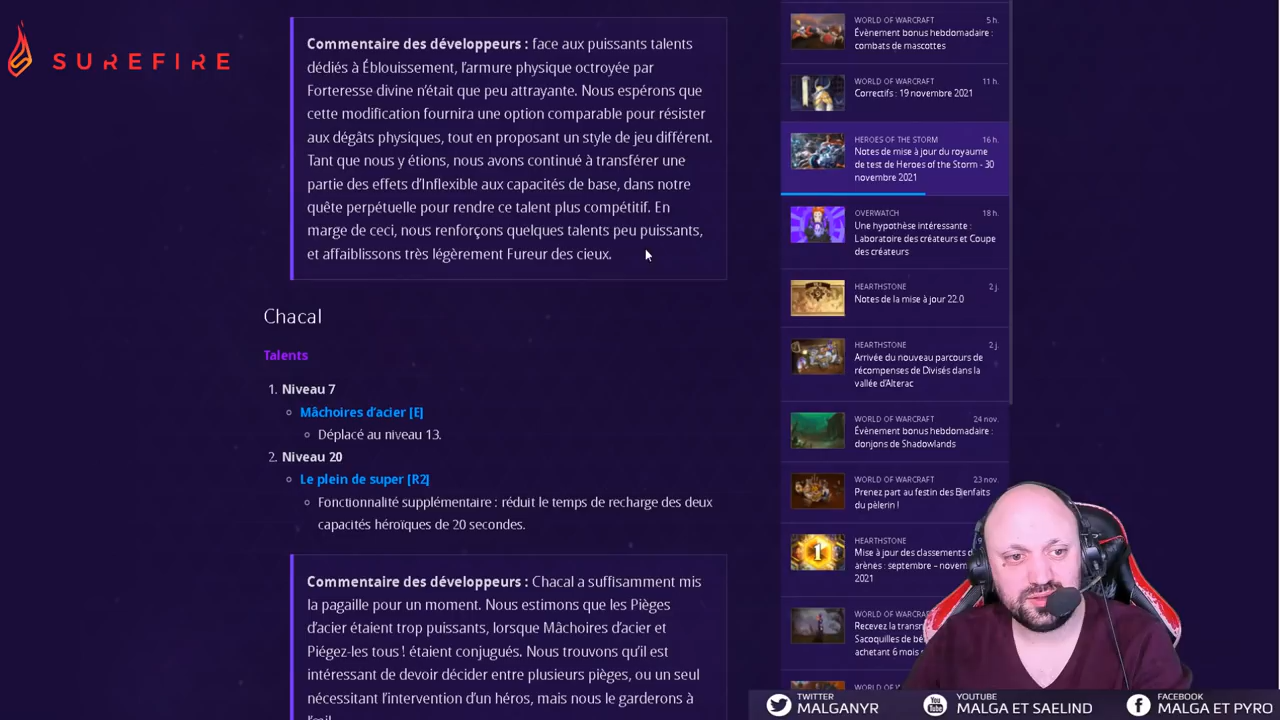 SUREFIRE
Commentaire des développeurs : face aux puissants talents
dédiés à Éblouissement, l'armure physique octroyée par
Forteresse divine n'était que peu attrayante. Nous espérons que
cette modification fournira une option comparable pour résister
aux dégâts physiques, tout en proposant un style de jeu différent.
Tant que nous y étions, nous avons continué à transférer une
partie des effets d'Inflexible aux capacités de base, dans notre
quête perpétuelle pour rendre ce talent plus compétitif. En
marge de ceci, nous renforçons quelques talents peu puissants,
et affaiblissons très légèrement Fureur des cieux.
Chacal
Talents
1. Niveau 7
Mâchoires d'acier [E]
Déplacé au niveau 13.
2. Niveau 20
Le plein de super [R2]
Fonctionnalité supplémentaire : réduit le temps de recharge des deux
capacités héroïques de 20 secondes.
Commentaire des développeurs : Chacal a suffisamment mis
la pagaille pour un moment. Nous estimons que les Pièges
d'acier étaient trop puissants, lorsque Mâchoires d'acier et
Piégez-les tous ! étaient conjugués. Nous trouvons qu'il est
intéressant de devoir décider entre plusieurs pièges, ou un seul
nécessitant l'intervention d'un héros, mais nous le garderons à
l'œil
WORLD OF WARCRAFT 5 h.
Évènement bonus hebdomadaire :
combats de mascottes
WORLD OF WARCRAFT 11 h.
Correctifs : 19 novembre 2021
HEROES OF THE STORM 16 h.
Notes de mise à jour du royaume
de test de Heroes of the Storm - 30
novembre 2021
OVERWATCH 18 h.
Une hypothèse intéressante :
Laboratoire des créateurs et Coupe
des créateurs
HEARTHSTONE 2 j.
Notes de la mise à jour 22.0
HEARTHSTONE 2 j.
Arrivée du nouveau parcours de
récompenses de Divisés dans la
vallée d'Alterac
WORLD OF WARCRAFT 24 nov.
Évènement bonus hebdomadaire :
donjons de Shadowlands
WORLD OF WARCRAFT 23 nov.
Prenez part au festin des Bienfaits
du pèlerin !
HEARTHSTONE
Mise à jour des classements
arènes : septembre – novem
2021
WORLD OF WARCRA
Recevez la
Sacoquilles de
achetant 6 mois
WORLD OF W
TWITTER
MALGANYR
YOUTUBE
MALGA ET SAELIND
FACEBOOK
MALGA ET PYRO